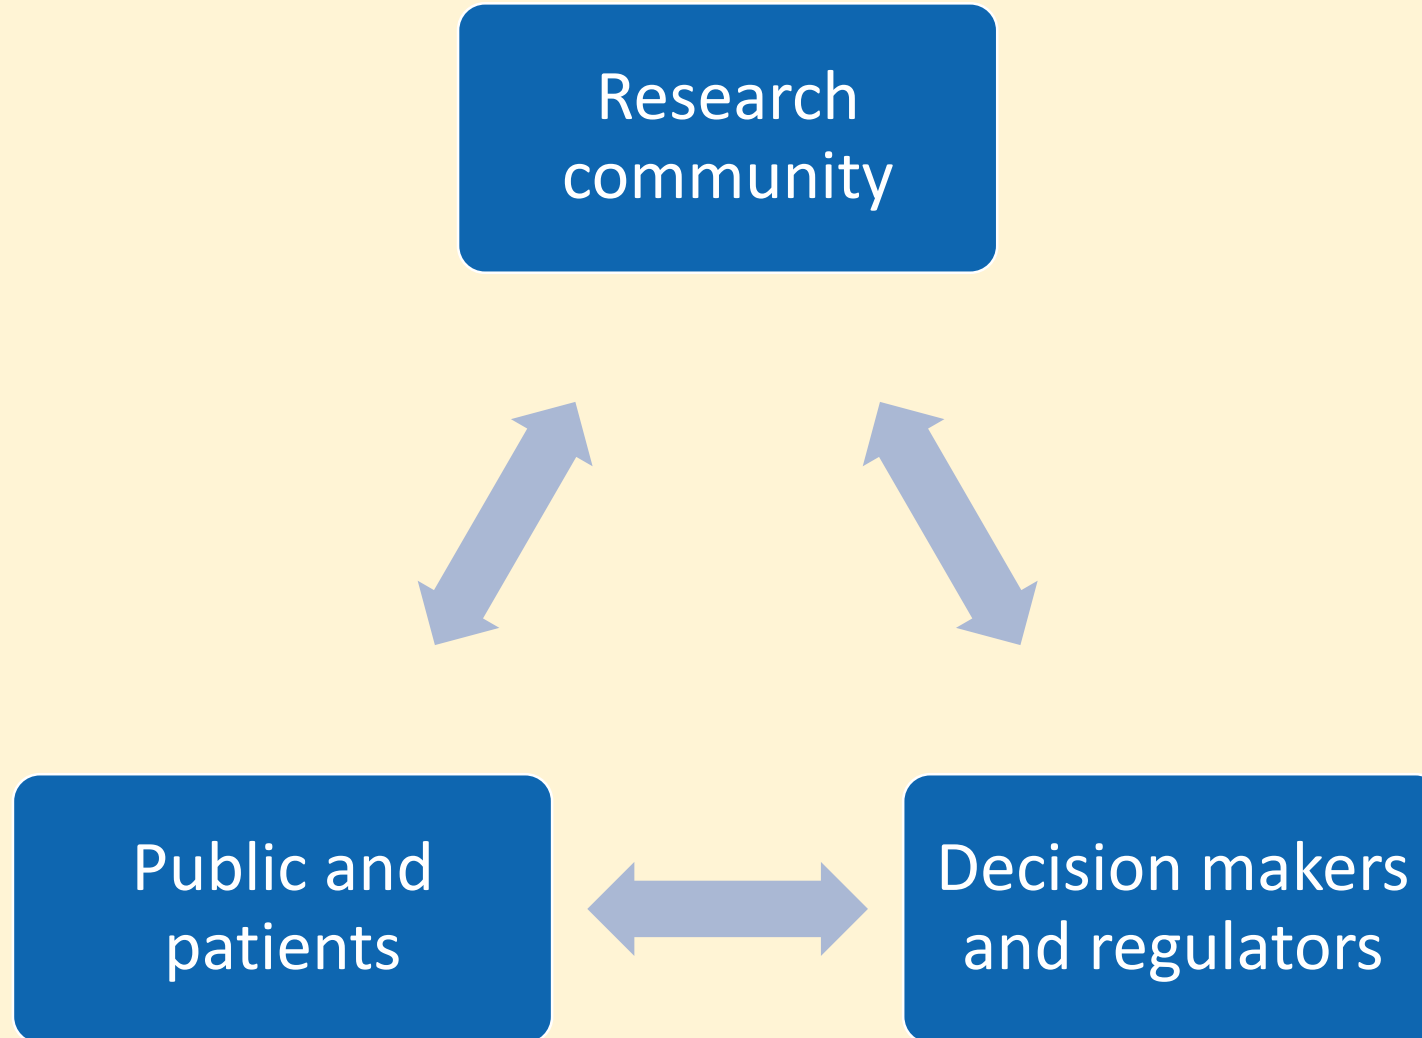 Research
community
Public and
patients
Decision makers
and regulators